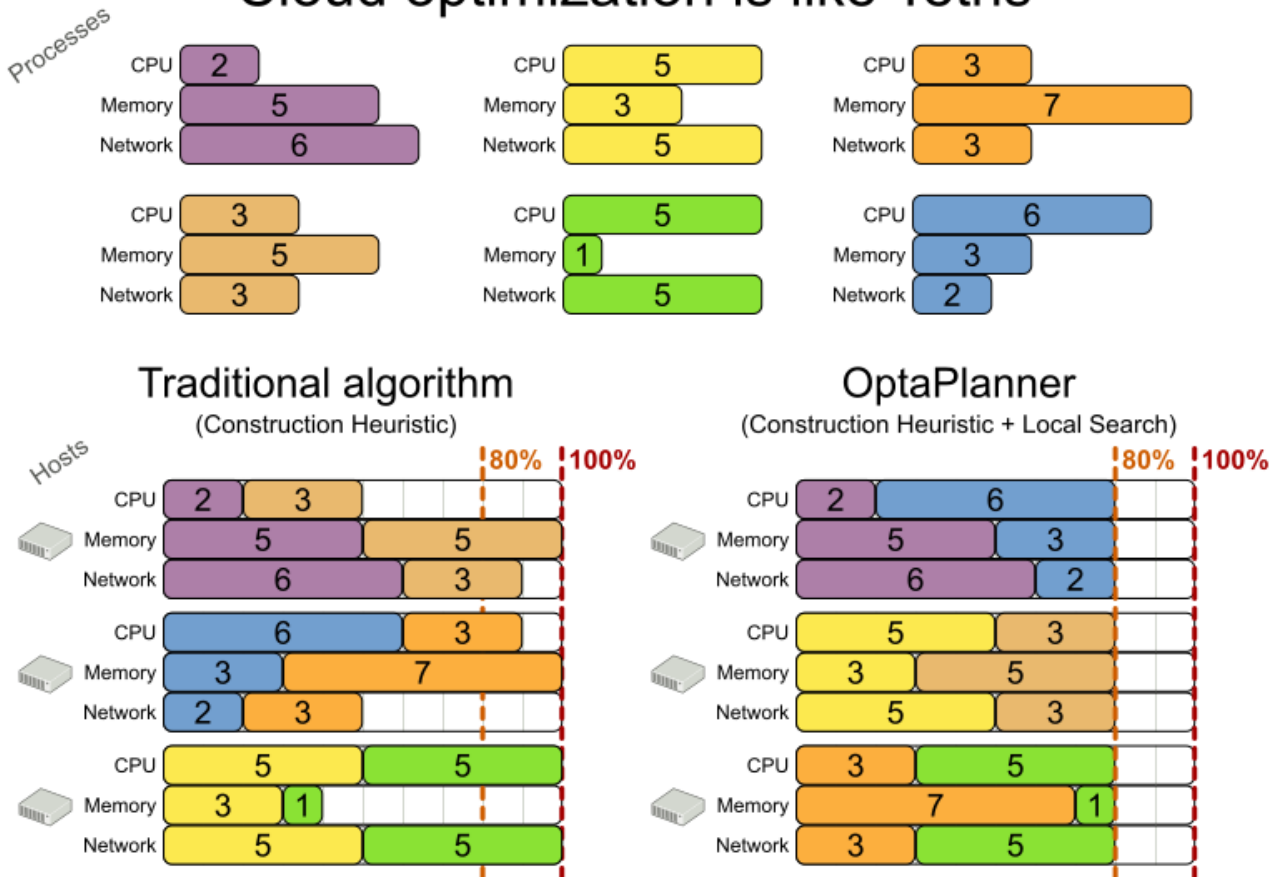 Cloud optimization is like Tetris
Processes
CPU 2
Memory 5
Network 6
CPU 5
Memory 3
Network 5
CPU 3
Memory 7
Network 3
CPU 3
Memory 5
Network 3
CPU 5
Memory 1
Network 5
CPU 6
Memory 3
Network 2
Traditional algorithm
(Construction Heuristic)
Hosts
80% 100%
CPU 2 3
Memory 5 5
Network 6 3
CPU 6 3
Memory 3 7
Network 2 3
CPU 5 5
Memory 3 1
Network 5 5
OptaPlanner
(Construction Heuristic + Local Search)
80% 100%
CPU 2 6
Memory 5 3
Network 6 2
CPU 5 3
Memory 3 5
Network 5 3
CPU 3 5
Memory 7 1
Network 3 5